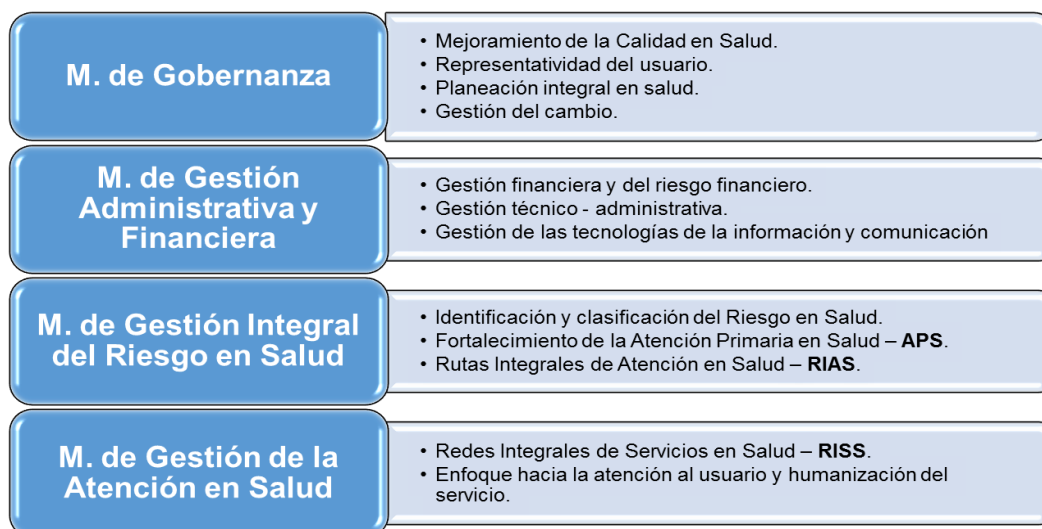 M. de Gobernanza
• Mejoramiento de la Calidad en Salud.
• Representatividad del usuario.
• Planeación integral en salud.
• Gestión del cambio.
M. de Gestión
Administrativa y
Financiera
• Gestión financiera y del riesgo financiero.
• Gestión técnico - administrativa.
• Gestión de las tecnologías de la información y comunicación
M. de Gestión Integral
del Riesgo en Salud
• Identificación y clasificación del Riesgo en Salud.
• Fortalecimiento de la Atención Primaria en Salud – APS.
• Rutas Integrales de Atención en Salud – RIAS.
M. de Gestión de la
Atención en Salud
• Redes Integrales de Servicios en Salud – RISS.
• Enfoque hacia la atención al usuario y humanización del
servicio.